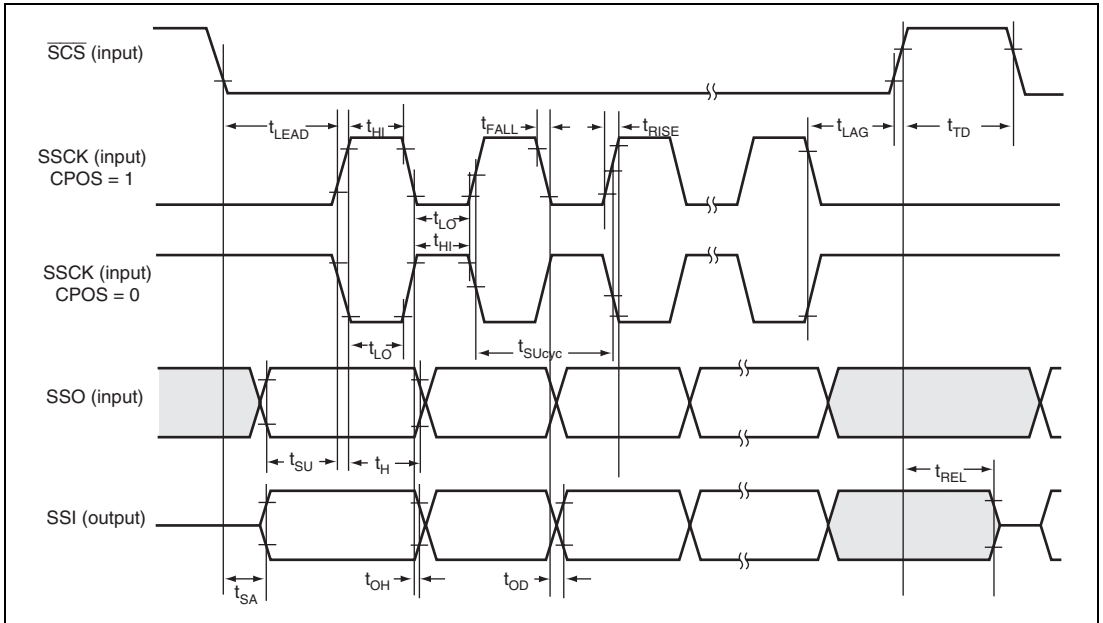 SCS (input)
tLEAD
tHI
tFALL
tRISE
tLAG
tTD
SSCK (input)
CPOS = 1
tLO
tHI
SSCK (input)
CPOS = 0
tLO
tSUcyc
SSO (input)
tSU
tH
tREL
SSI (output)
tSA
tOH
tOD